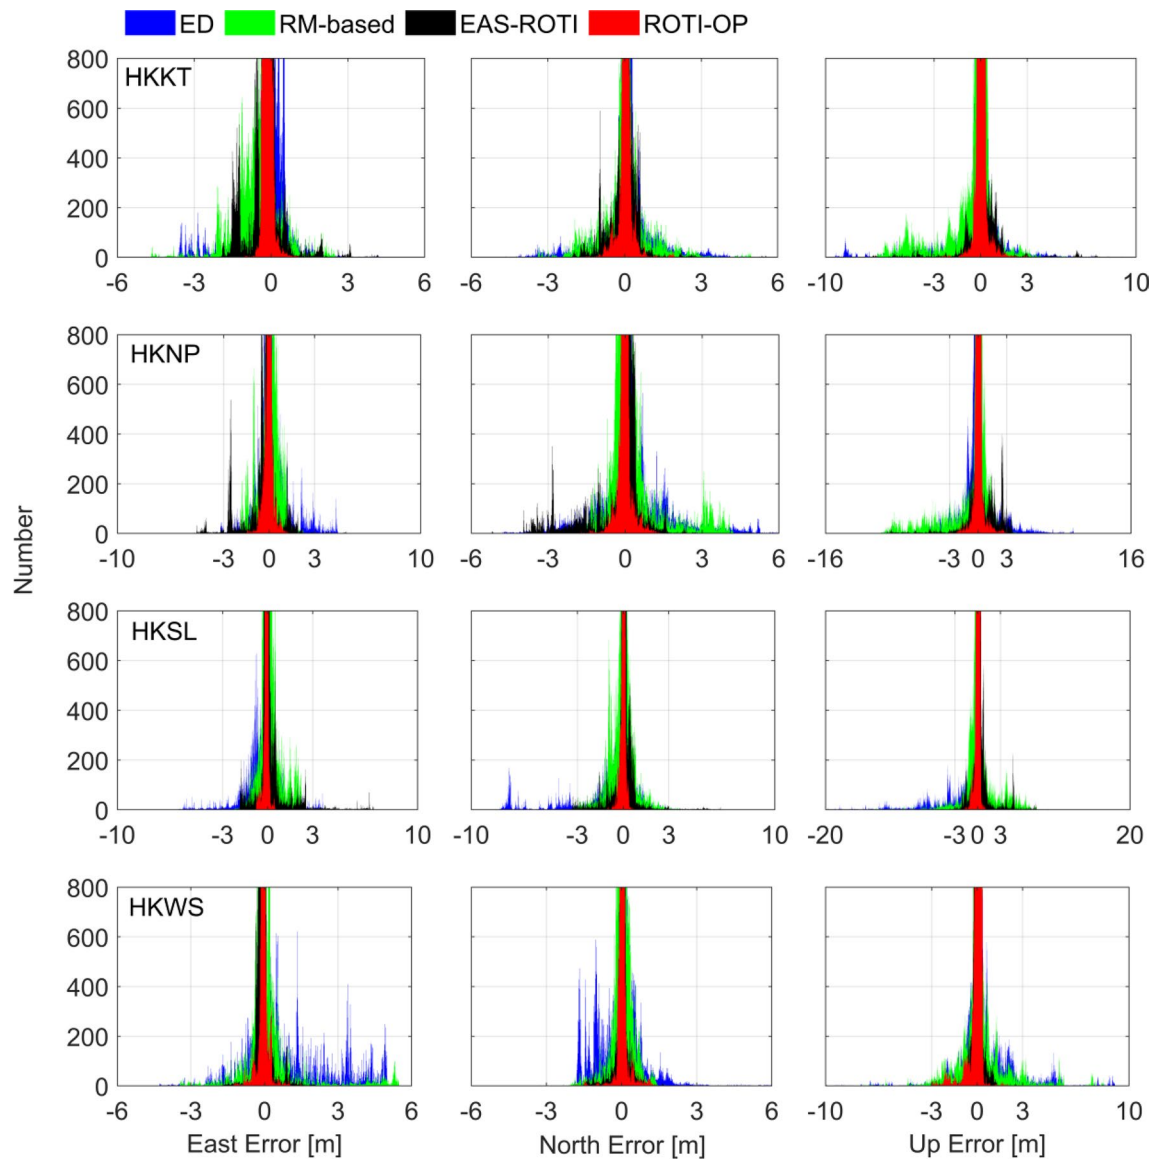 ED RM-based EAS-ROTI ROTI-OP
Number
HKKT
800
600
400
200
0
-6 -3 0 3 6
-6 -3 0 3 6
-10 -3 0 3 10
HKNP
800
600
400
200
0
-10 -3 0 3 10
-6 -3 0 3 6
-16 -3 0 3 16
HKSL
800
600
400
200
0
-10 -3 0 3 10
-10 -3 0 3 10
-20 -3 0 3 20
HKWS
800
600
400
200
0
-6 -3 0 3 6
-6 -3 0 3 6
-10 -3 0 3 10
East Error [m] North Error [m] Up Error [m]